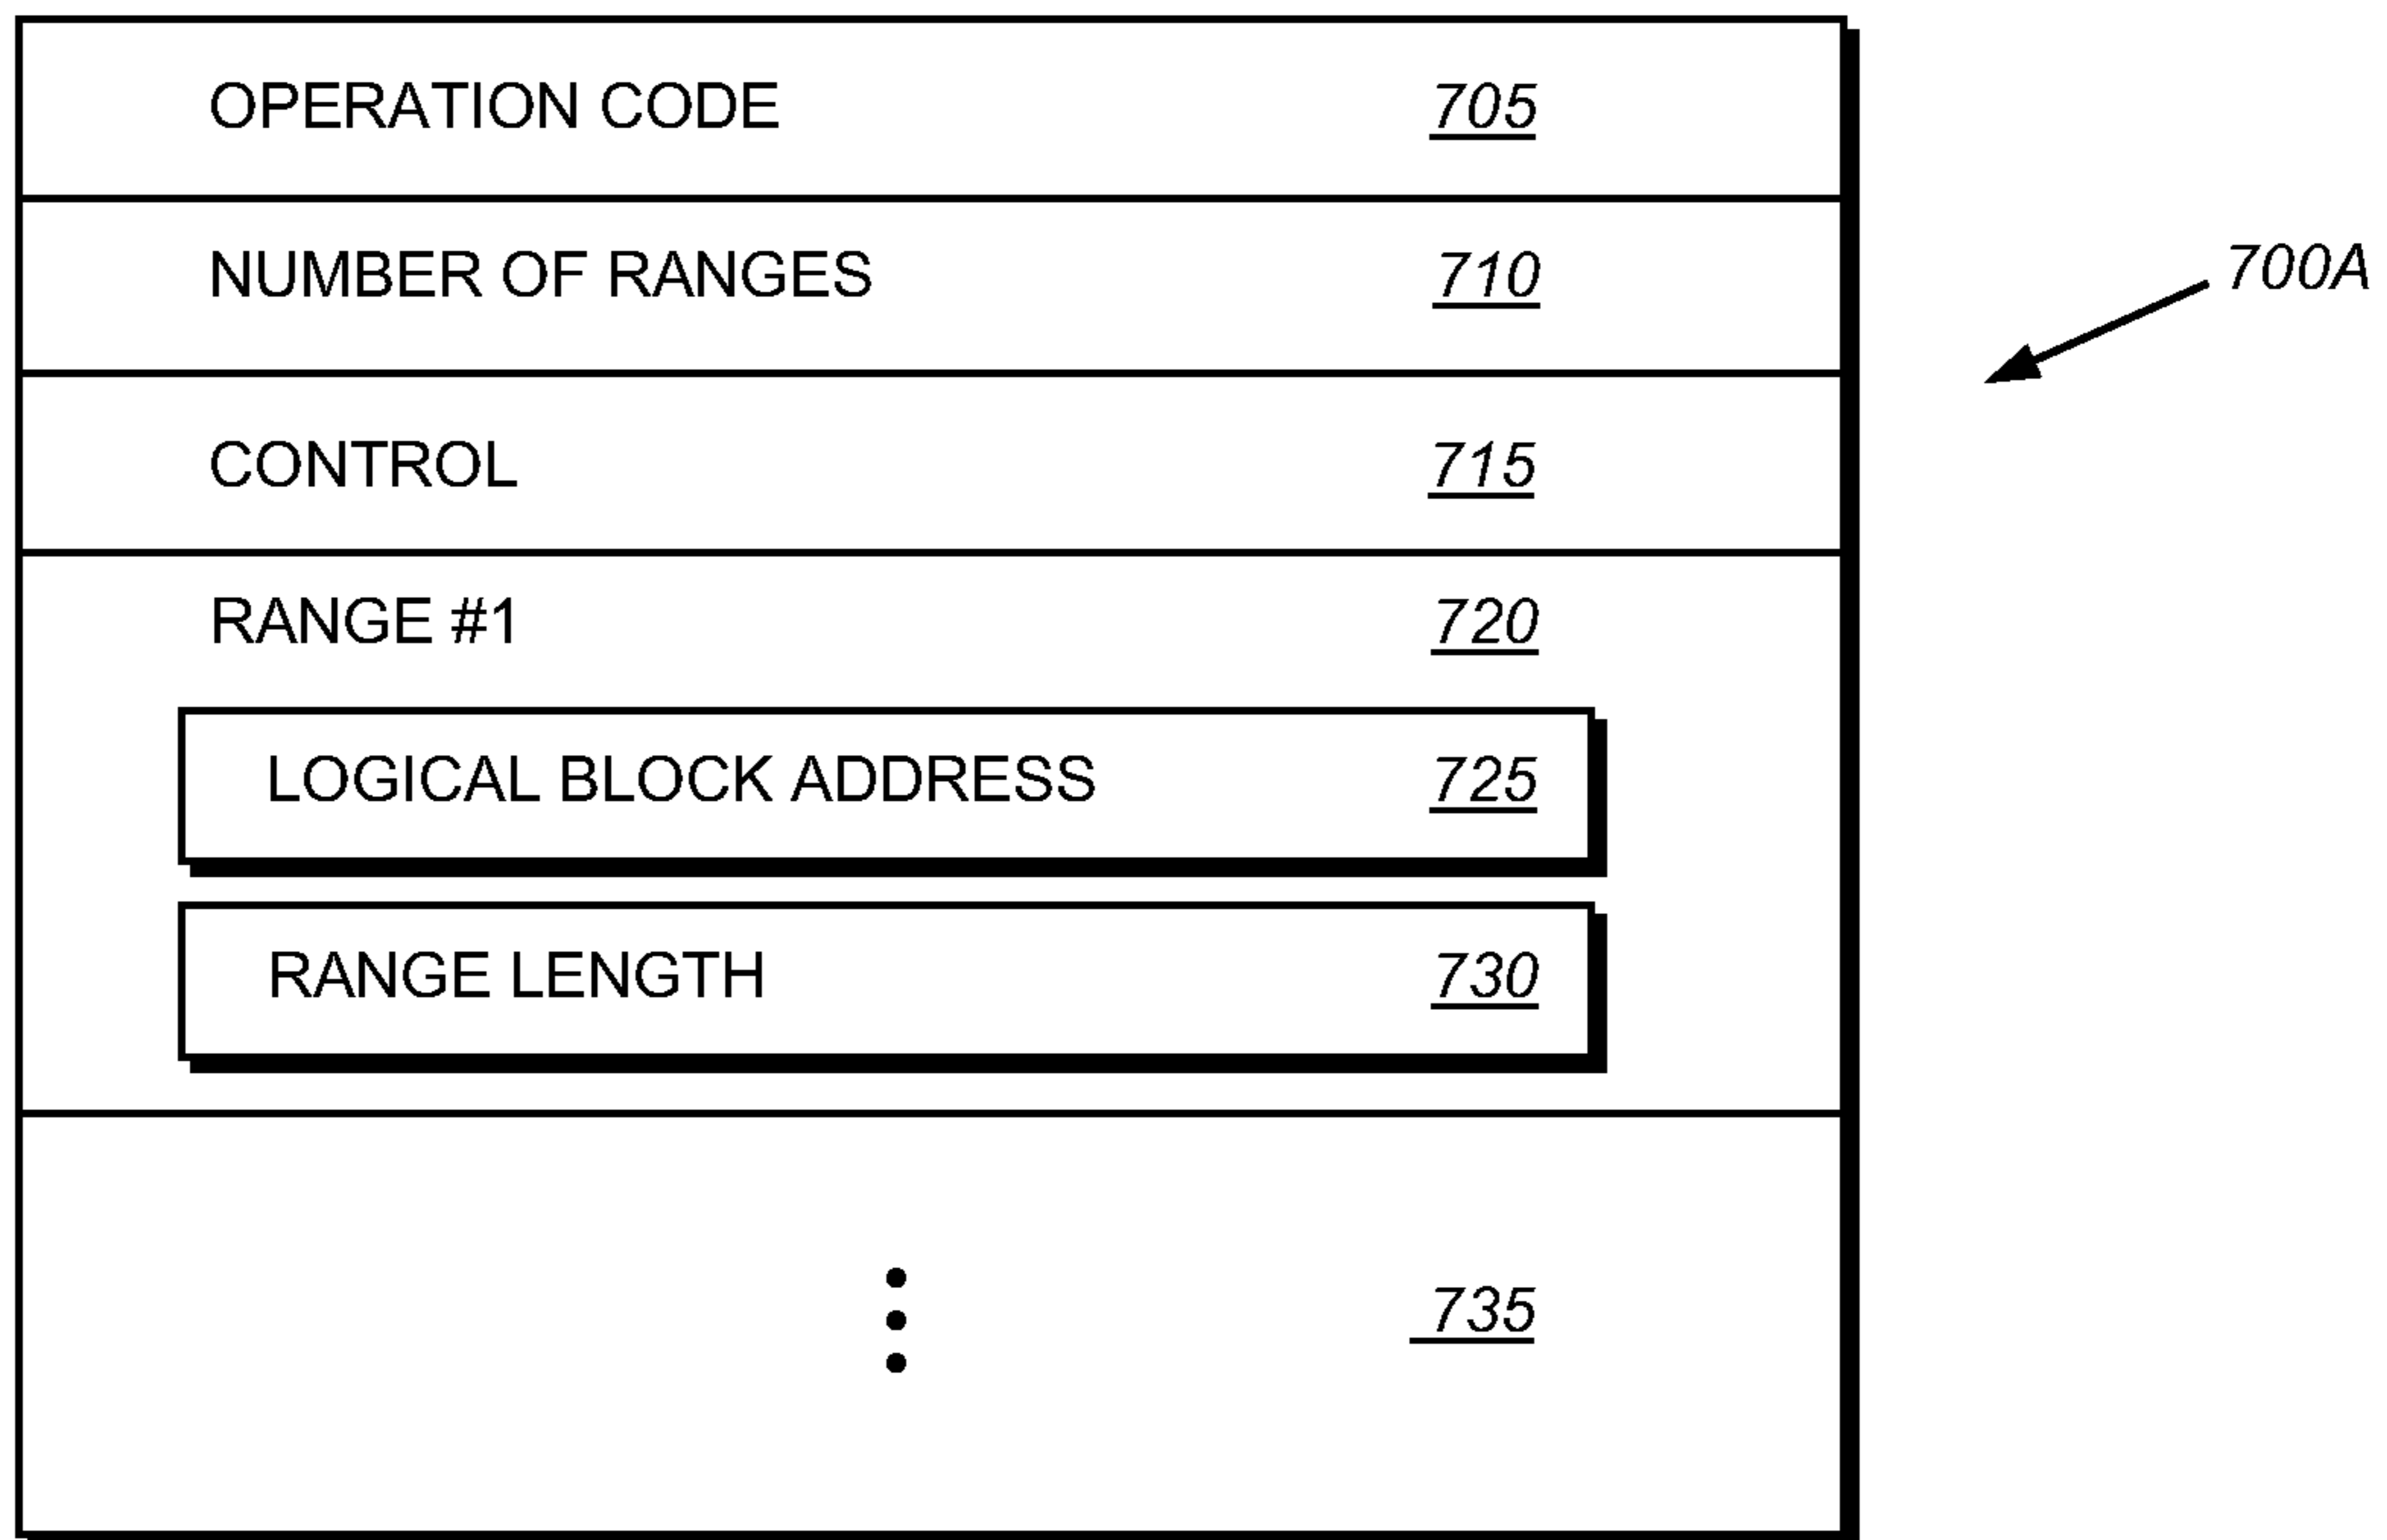 OPERATION CODE 705
NUMBER OF RANGES 710
700A
CONTROL 715
RANGE #1 720
LOGICAL BLOCK ADDRESS 725
RANGE LENGTH 730
735